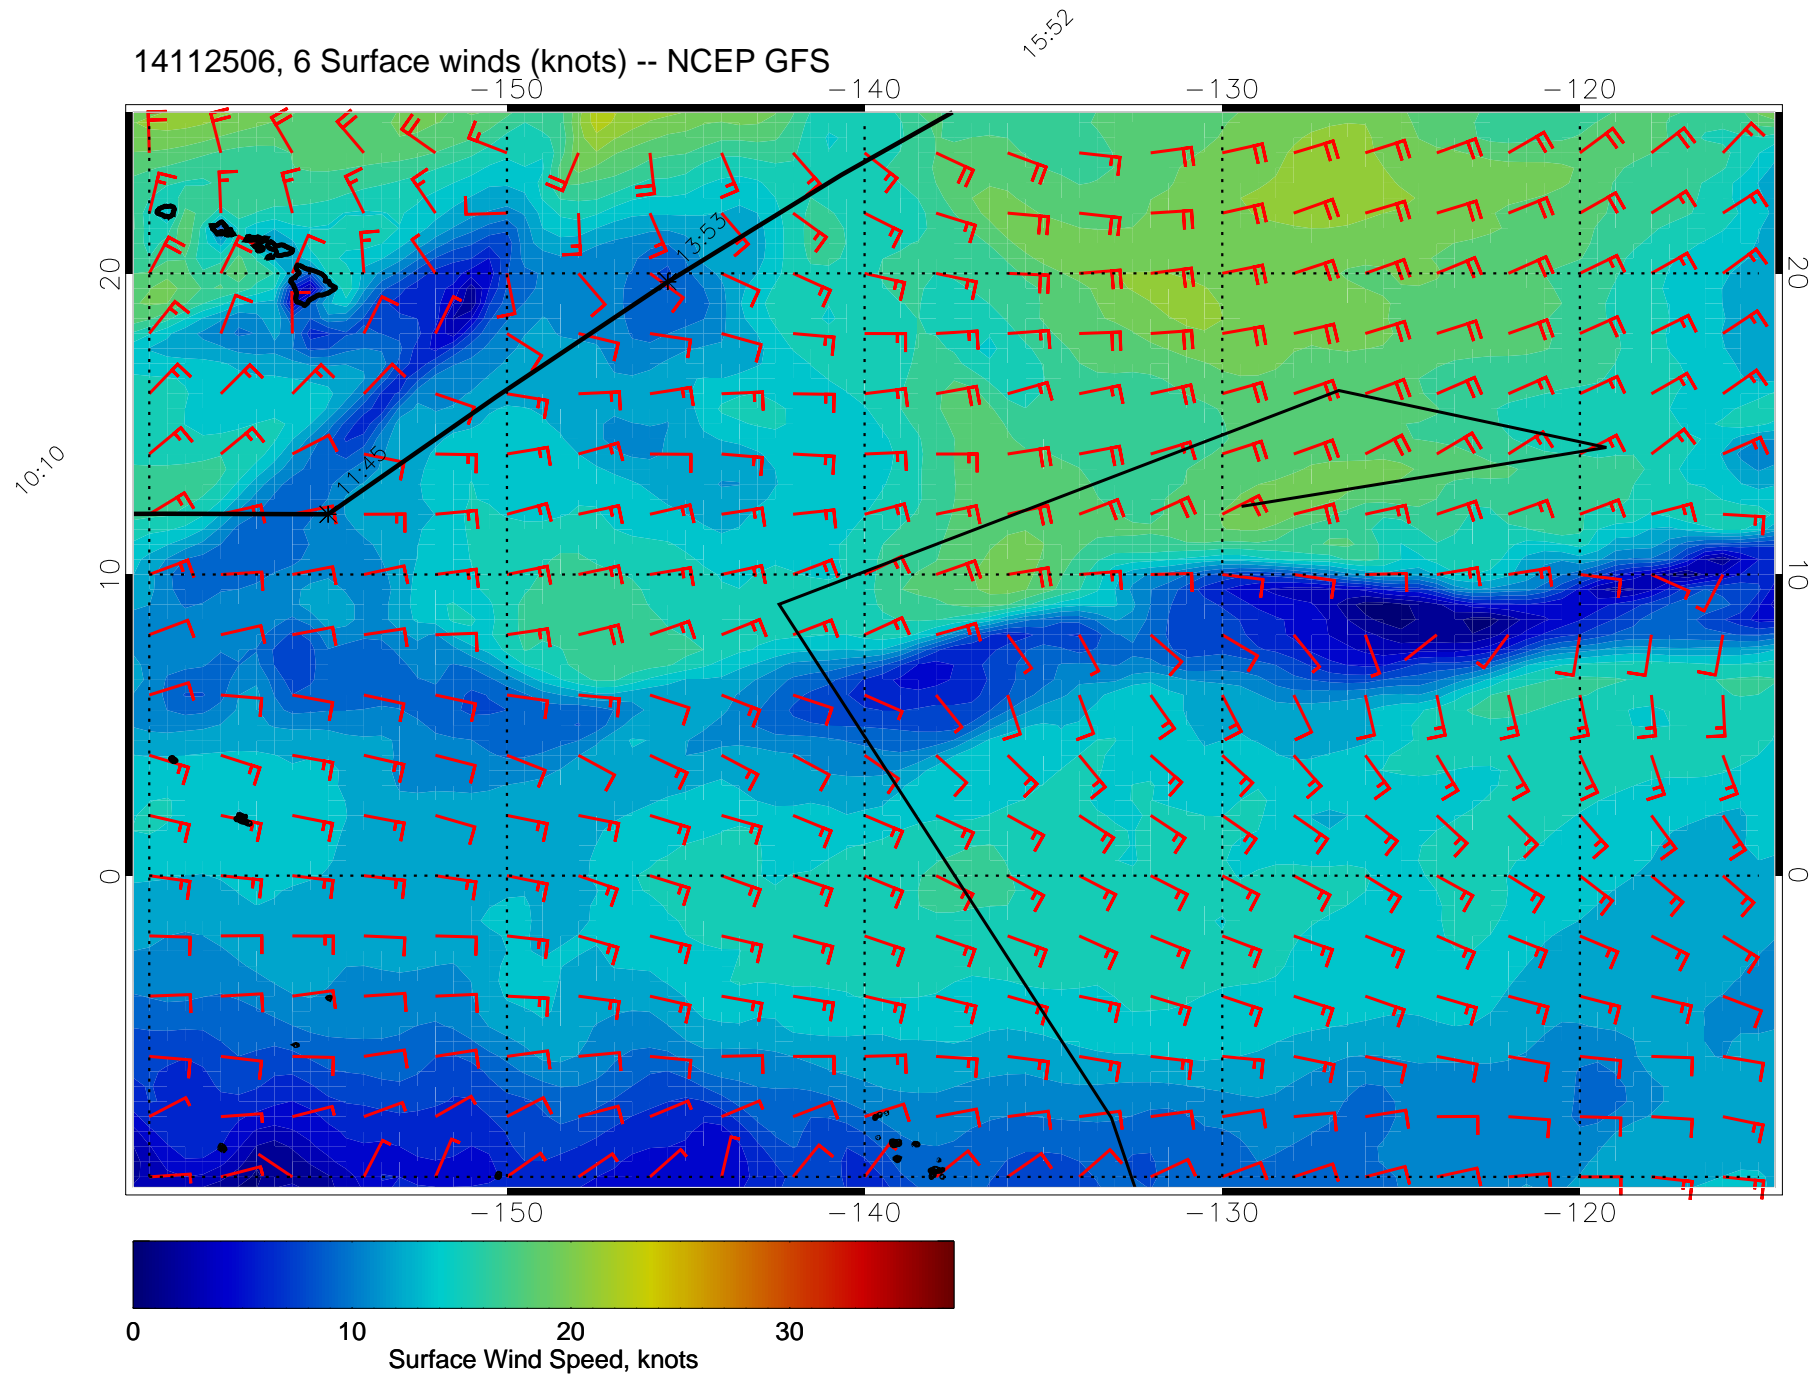 15:52
14112506, 6 Surface winds (knots) -- NCEP GFS
-150 -140 -130 -120
20 20
13:53
10:10
11:45
10 10
0 0
-150 -140 -130 -120
0 10 20 30
Surface Wind Speed, knots